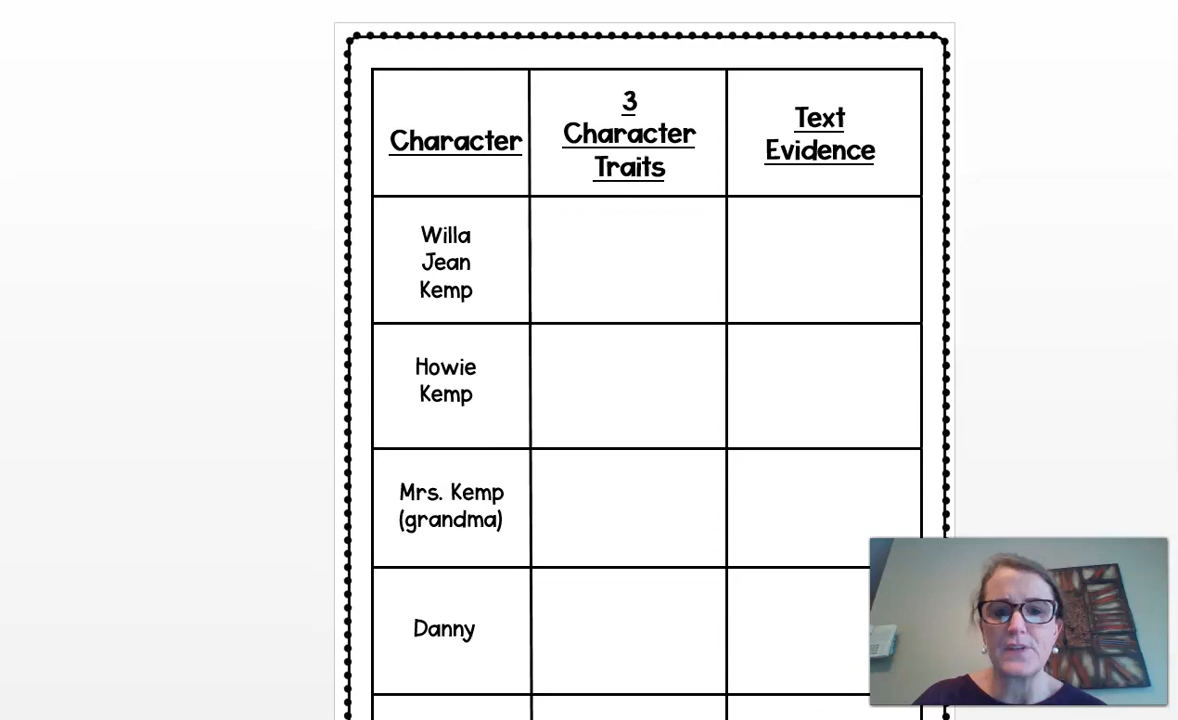 Character
3
Character
Traits
Text
Evidence
Willa
Jean
Kemp
Howie
Kemp
Mrs. Kemp
(grandma)
Danny